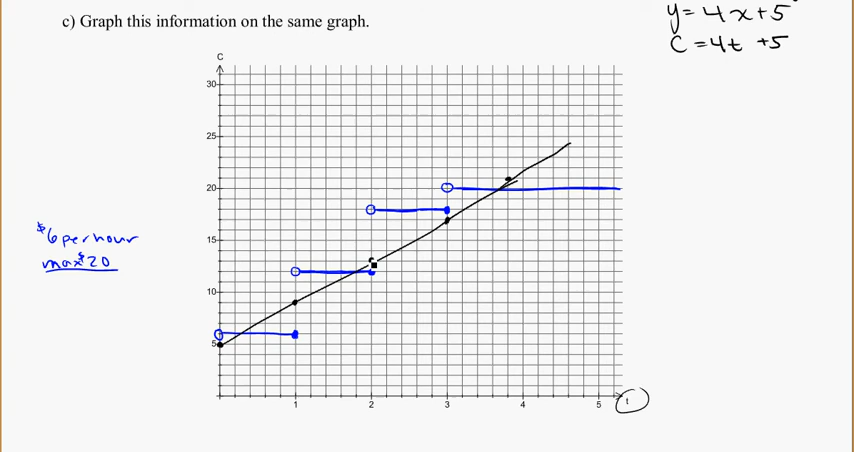 c) Graph this information on the same graph.
y = 4x + 5
C = 4t + 5
C
30
25
20
15
10
5
$6 per hour
max $20
1 2 3 4 5 t